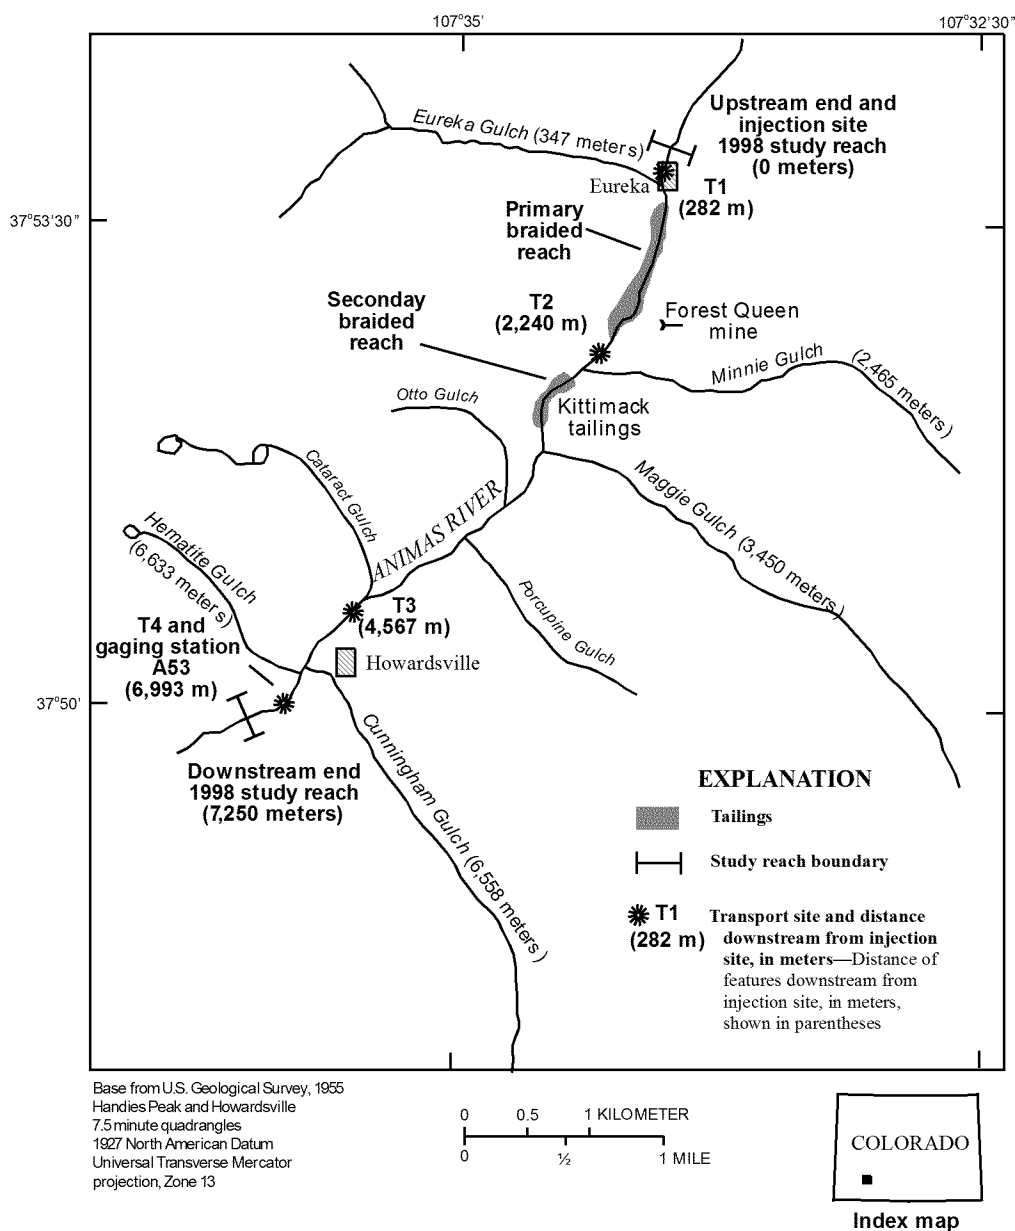 107°35'
107°32'30"
Upstream end and
injection site
1998 study reach
(0 meters)
Eureka Gulch (347 meters)
Eureka
T1
(282 m)
37°53'30"
Primary
braided
reach
T2
(2,240 m)
Seconday
braided
reach
Forest Queen
mine
Minnie Gulch
(2,465 meters)
Otto Gulch
Kittimack
tailings
Cataract Gulch
ANIMAS RIVER
Maggie Gulch (3,450 meters)
Hematite Gulch
(6,633 meters)
Porcupine Gulch
T3
(4,567 m)
T4 and
gaging station
A53
(6,993 m)
Howardsville
37°50'
Cunningham Gulch (6,558 meters)
Downstream end
1998 study reach
(7,250 meters)
EXPLANATION
Tailings
Study reach boundary
T1
(282 m)
Transport site and distance
downstream from injection
site, in meters—Distance of
features downstream from
injection site, in meters,
shown in parentheses
Base from U.S. Geological Survey, 1955
Handies Peak and Howardsville
7.5 minute quadrangles
1927 North American Datum
Universal Transverse Mercator
projection, Zone 13
0 0.5 1 KILOMETER
0 ½ 1 MILE
COLORADO
Index map